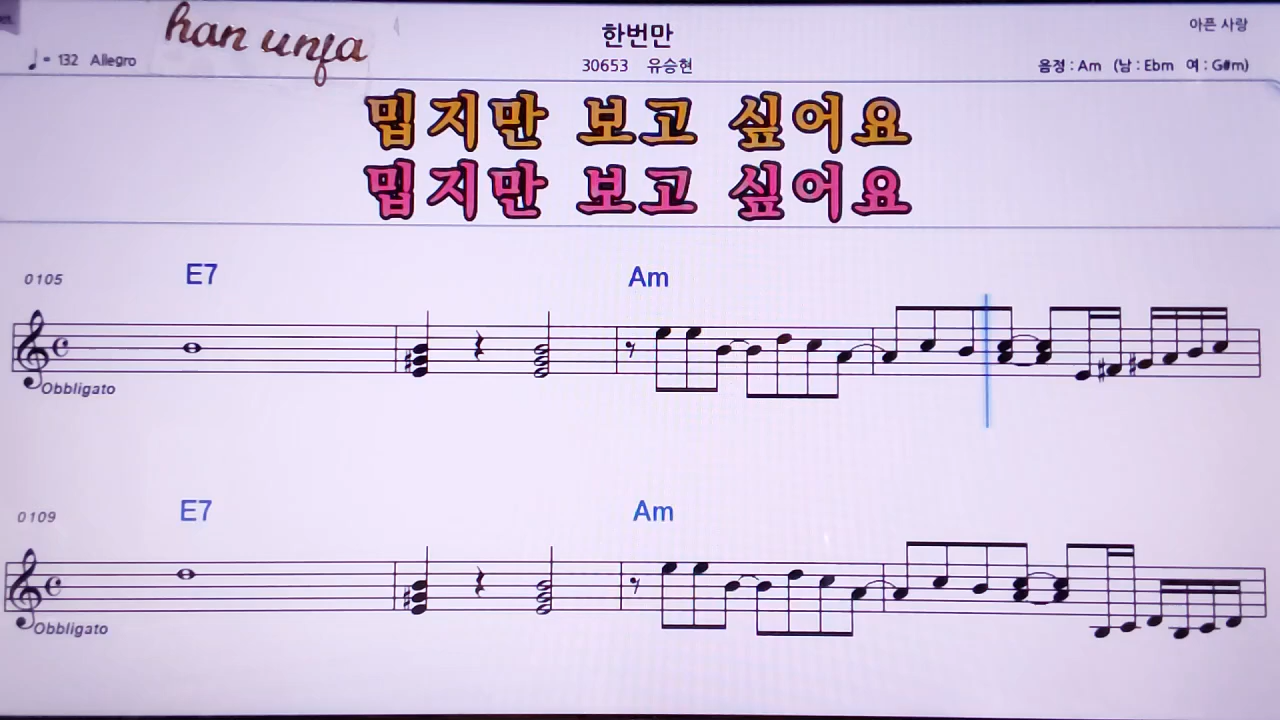 han unfa
한번만
아픈 사랑
♩= 132 Allegro
30653 유승현
음정 : Am (남 : Ebm 여 : G#m)
밉지만 보고 싶어요
밉지만 보고 싶어요
0105
E7
Am
Obbligato
0109
E7
Am
Obbligato